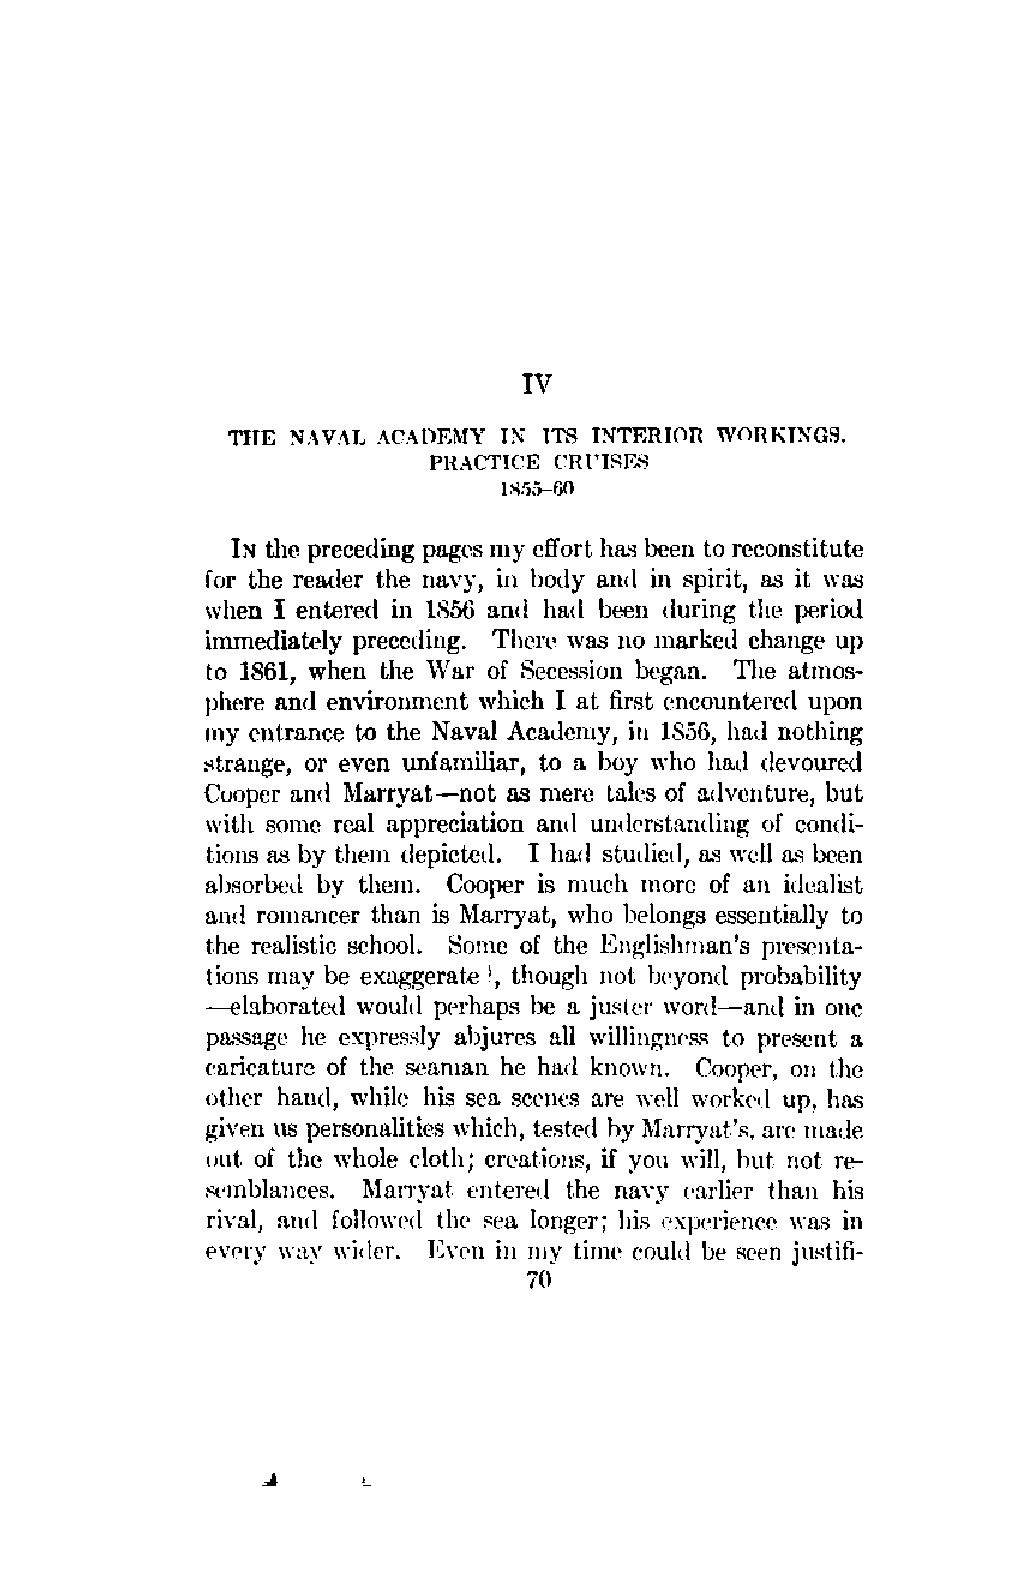 IV
THE NAVAL ACADEMY IN ITS INTERIOR WORKINGS.
PRACTICE CRUISES
1855–60
IN the preceding pages my effort has been to reconstitute
for the reader the navy, in body and in spirit, as it was
when I entered in 1856 and had been during the period
immediately preceding. There was no marked change up
to 1861, when the War of Secession began. The atmos-
phere and environment which I at first encountered upon
my entrance to the Naval Academy, in 1856, had nothing
strange, or even unfamiliar, to a boy who had devoured
Cooper and Marryat—not as mere tales of adventure, but
with some real appreciation and understanding of condi-
tions as by them depicted. I had studied, as well as been
absorbed by them. Cooper is much more of an idealist
and romancer than is Marryat, who belongs essentially to
the realistic school. Some of the Englishman's presenta-
tions may be exaggerated, though not beyond probability
—elaborated would perhaps be a juster word—and in one
passage he expressly abjures all willingness to present a
caricature of the seaman he had known. Cooper, on the
other hand, while his sea scenes are well worked up, has
given us personalities which, tested by Marryat's, are made
out of the whole cloth; creations, if you will, but not re-
semblances. Marryat entered the navy earlier than his
rival, and followed the sea longer; his experience was in
every way wider. Even in my time could be seen justifi-
70